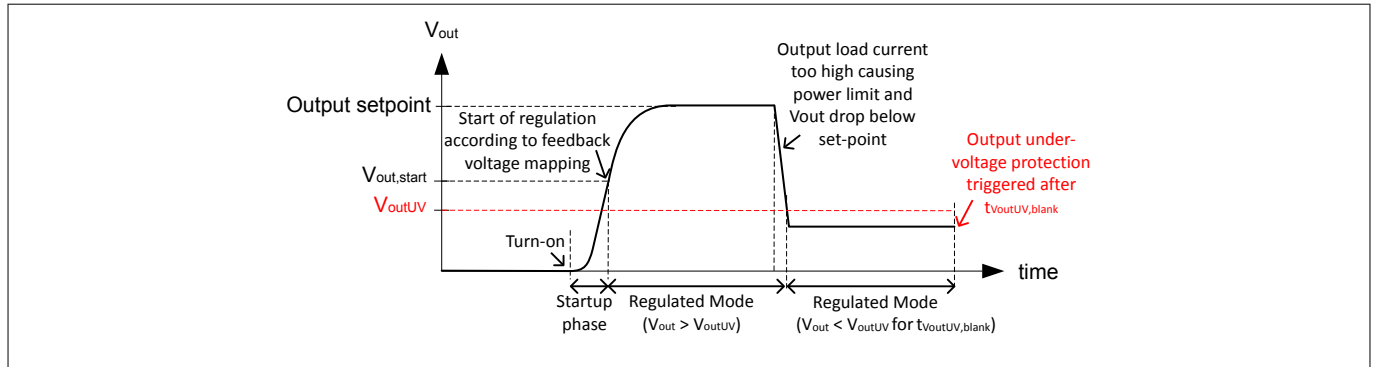 Vout
Output setpoint
Start of regulation
according to feedback
voltage mapping
Output load current
too high causing
power limit and
Vout drop below
set-point
Output under-
voltage protection
triggered after
tVoutUV,blank
Vout,start
VoutUV
Turn-on
time
Startup
phase
Regulated Mode
(Vout > VoutUV)
Regulated Mode
(Vout < VoutUV for tVoutUV,blank)